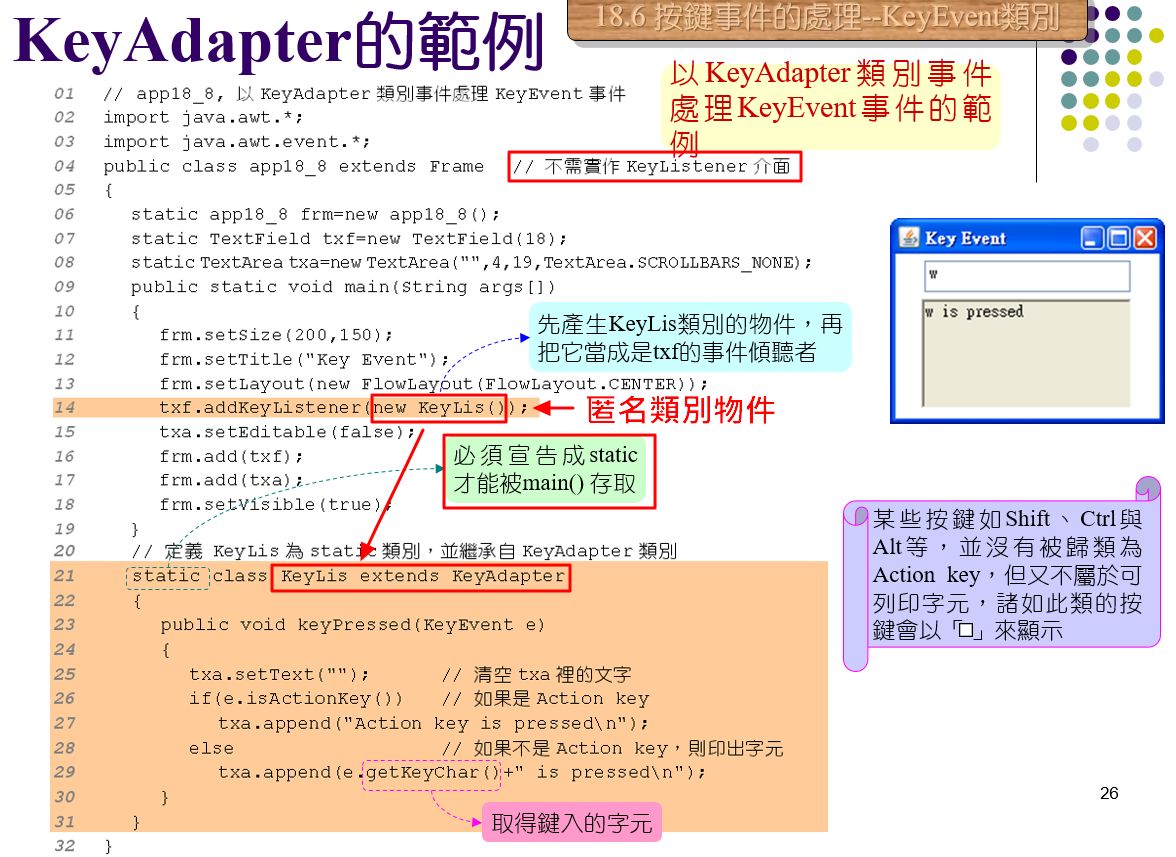 18.6 按鍵事件的處理--KeyEvent類別
KeyAdapter的範例
以KeyAdapter類別事件
處理KeyEvent事件的範
例
01 // app18_8, 以 KeyAdapter 類別事件處理 KeyEvent 事件
02 import java.awt.*;
03 import java.awt.event.*;
04 public class app18_8 extends Frame // 不需實作 KeyListener 介面
05 {
06 static app18_8 frm=new app18_8();
07 static TextField txf=new TextField(18);
08 static TextArea txa=new TextArea("",4,19,TextArea.SCROLLBARS_NONE);
09 public static void main(String args[])
10 {
11 frm.setSize(200,150);
12 frm.setTitle("Key Event");
13 frm.setLayout(new FlowLayout(FlowLayout.CENTER));
14 txf.addKeyListener(new KeyLis());
15 txa.setEditable(false);
16 frm.add(txf);
17 frm.add(txa);
18 frm.setVisible(true);
19 }
20 // 定義 KeyLis 為 static 類別，並繼承自 KeyAdapter 類別
21 static class KeyLis extends KeyAdapter
22 {
23 public void keyPressed(KeyEvent e)
24 {
25 txa.setText(""); // 清空 txa 裡的文字
26 if(e.isActionKey()) // 如果是 Action key
27 txa.append("Action key is pressed\n");
28 else // 如果不是 Action key，則印出字元
29 txa.append(e.getKeyChar()+" is pressed\n");
30 }
31 }
32 }
先產生KeyLis類別的物件，再
把它當成是txf的事件傾聽者
匿名類別物件
必須宣告成static
才能被main() 存取
取得鍵入的字元
Key Event
w
w is pressed
某些按鍵如Shift、Ctrl與
Alt等，並沒有被歸類為
Action key，但又不屬於可
列印字元，諸如此類的按
鍵會以「□」來顯示
26